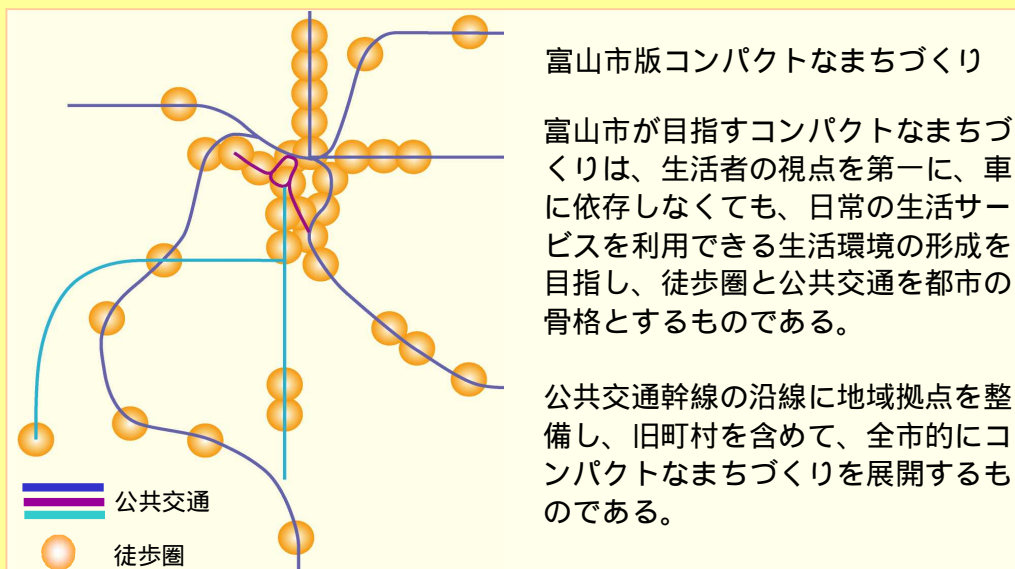 富山市版コンパクトなまちづくり
富山市が目指すコンパクトなまちづ
くりは、生活者の視点を第一に、車
に依存しなくても、日常の生活サー
ビスを利用できる生活環境の形成を
目指し、徒歩圏と公共交通を都市の
骨格とするものである。
公共交通幹線の沿線に地域拠点を整
備し、旧町村を含めて、全市的にコ
ンパクトなまちづくりを展開するも
のである。
公共交通
徒歩圏